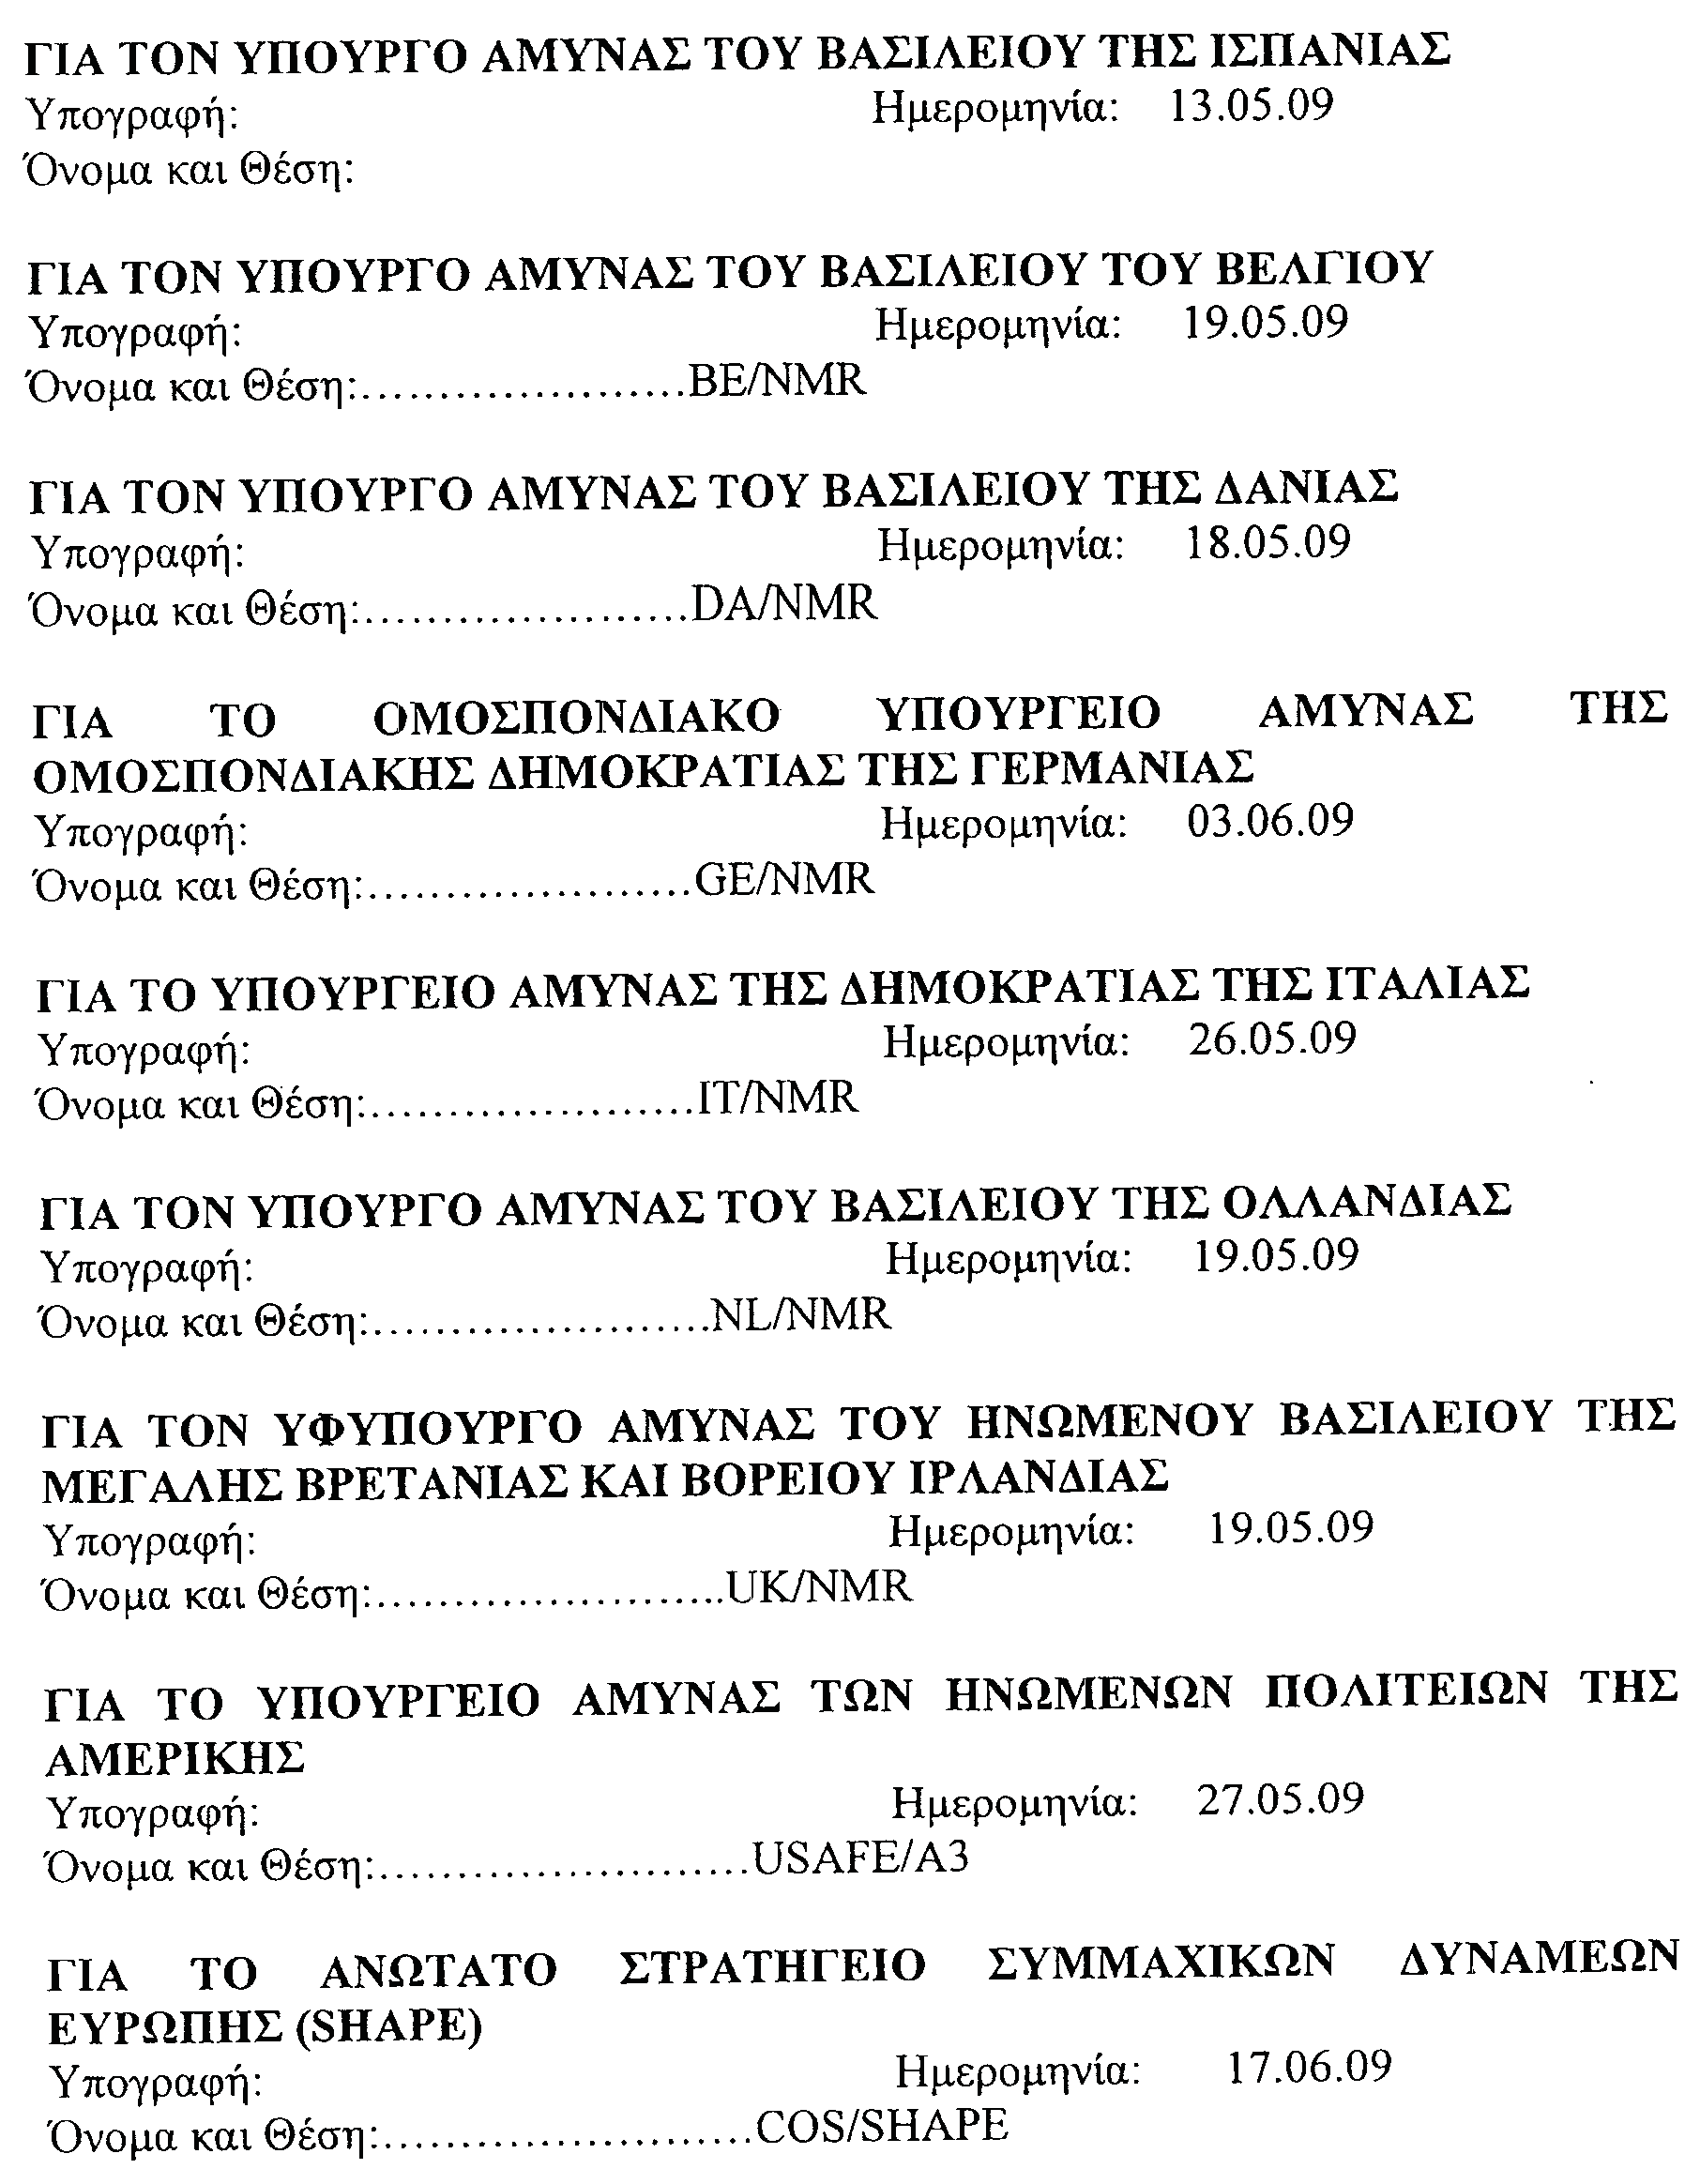 ΓΙΑ ΤΟΝ ΥΠΟΥΡΓΟ ΑΜΥΝΑΣ ΤΟΥ ΒΑΣΙΛΕΙΟΥ ΤΗΣ ΙΣΠΑΝΙΑΣ
Υπογραφή: Ημερομηνία: 13.05.09
Όνομα και Θέση:
ΓΙΑ ΤΟΝ ΥΠΟΥΡΓΟ ΑΜΥΝΑΣ ΤΟΥ ΒΑΣΙΛΕΙΟΥ ΤΟΥ ΒΕΛΓΙΟΥ
Υπογραφή: Ημερομηνία: 19.05.09
Όνομα και Θέση:.....................BE/NMR
ΓΙΑ ΤΟΝ ΥΠΟΥΡΓΟ ΑΜΥΝΑΣ ΤΟΥ ΒΑΣΙΛΕΙΟΥ ΤΗΣ ΔΑΝΙΑΣ
Υπογραφή: Ημερομηνία: 18.05.09
Όνομα και Θέση:.....................DA/NMR
ΓΙΑ ΤΟ ΟΜΟΣΠΟΝΔΙΑΚΟ ΥΠΟΥΡΓΕΙΟ ΑΜΥΝΑΣ ΤΗΣ
ΟΜΟΣΠΟΝΔΙΑΚΗΣ ΔΗΜΟΚΡΑΤΙΑΣ ΤΗΣ ΓΕΡΜΑΝΙΑΣ
Υπογραφή: Ημερομηνία: 03.06.09
Όνομα και Θέση:.....................GE/NMR
ΓΙΑ ΤΟ ΥΠΟΥΡΓΕΙΟ ΑΜΥΝΑΣ ΤΗΣ ΔΗΜΟΚΡΑΤΙΑΣ ΤΗΣ ΙΤΑΛΙΑΣ
Υπογραφή: Ημερομηνία: 26.05.09
Όνομα και Θέση:.....................IT/NMR
ΓΙΑ ΤΟΝ ΥΠΟΥΡΓΟ ΑΜΥΝΑΣ ΤΟΥ ΒΑΣΙΛΕΙΟΥ ΤΗΣ ΟΛΛΑΝΔΙΑΣ
Υπογραφή: Ημερομηνία: 19.05.09
Όνομα και Θέση:......................NL/NMR
ΓΙΑ ΤΟΝ ΥΦΥΠΟΥΡΓΟ ΑΜΥΝΑΣ ΤΟΥ ΗΝΩΜΕΝΟΥ ΒΑΣΙΛΕΙΟΥ ΤΗΣ
ΜΕΓΑΛΗΣ ΒΡΕΤΑΝΙΑΣ ΚΑΙ ΒΟΡΕΙΟΥ ΙΡΛΑΝΔΙΑΣ
Υπογραφή: Ημερομηνία: 19.05.09
Όνομα και Θέση:.......................UK/NMR
ΓΙΑ ΤΟ ΥΠΟΥΡΓΕΙΟ ΑΜΥΝΑΣ ΤΩΝ ΗΝΩΜΕΝΩΝ ΠΟΛΙΤΕΙΩΝ ΤΗΣ
ΑΜΕΡΙΚΗΣ
Υπογραφή: Ημερομηνία: 27.05.09
Όνομα και Θέση:........................USAFE/A3
ΓΙΑ ΤΟ ΑΝΩΤΑΤΟ ΣΤΡΑΤΗΓΕΙΟ ΣΥΜΜΑΧΙΚΩΝ ΔΥΝΑΜΕΩΝ
ΕΥΡΩΠΗΣ (SHAPE)
Υπογραφή: Ημερομηνία: 17.06.09
Όνομα και Θέση:........................COS/SHAPE